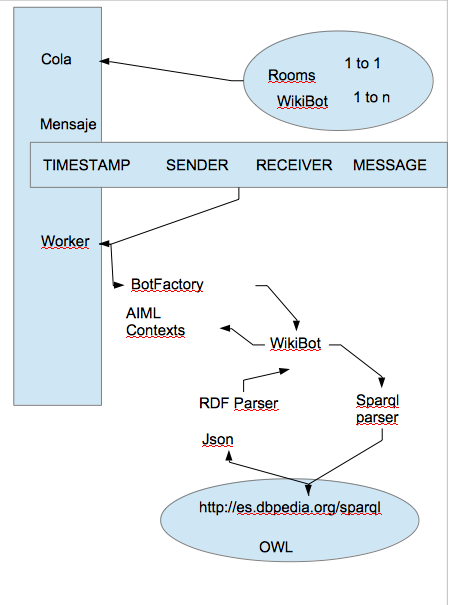 Cola
Rooms
1 to 1
WikiBot
1 to n
Mensaje
TIMESTAMP SENDER RECEIVER MESSAGE
Worker
BotFactory
AIML
Contexts
WikiBot
RDF Parser
Sparql
parser
Json
http://es.dbpedia.org/sparql
OWL